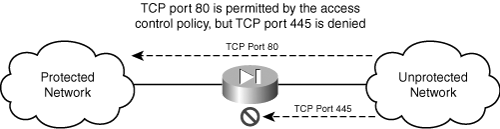 TCP port 80 is permitted by the access
control policy, but TCP port 445 is denied
TCP Port 80
Protected
Network
Unprotected
Network
TCP Port 445